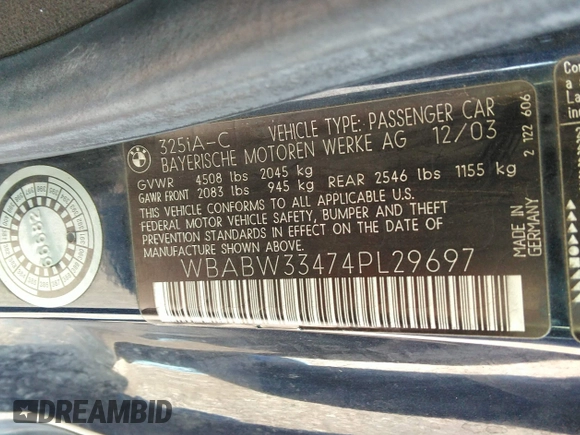 325iA-C VEHICLE TYPE: PASSENGER CAR
BAYERISCHE MOTOREN WERKE AG 12/03
GVWR 4508 lbs 2045 kg
GAWR FRONT 2083 lbs 945 kg REAR 2546 lbs 1155 kg
THIS VEHICLE CONFORMS TO ALL APPLICABLE U.S.
FEDERAL MOTOR VEHICLE SAFETY, BUMPER AND THEFT
PREVENTION STANDARDS IN EFFECT ON THE DATE OF
MANUFACTURE SHOWN ABOVE.
WBABW33474PL29697
MADE IN
GERMANY
2 122 606
Con
a
La
in
DREAMBID